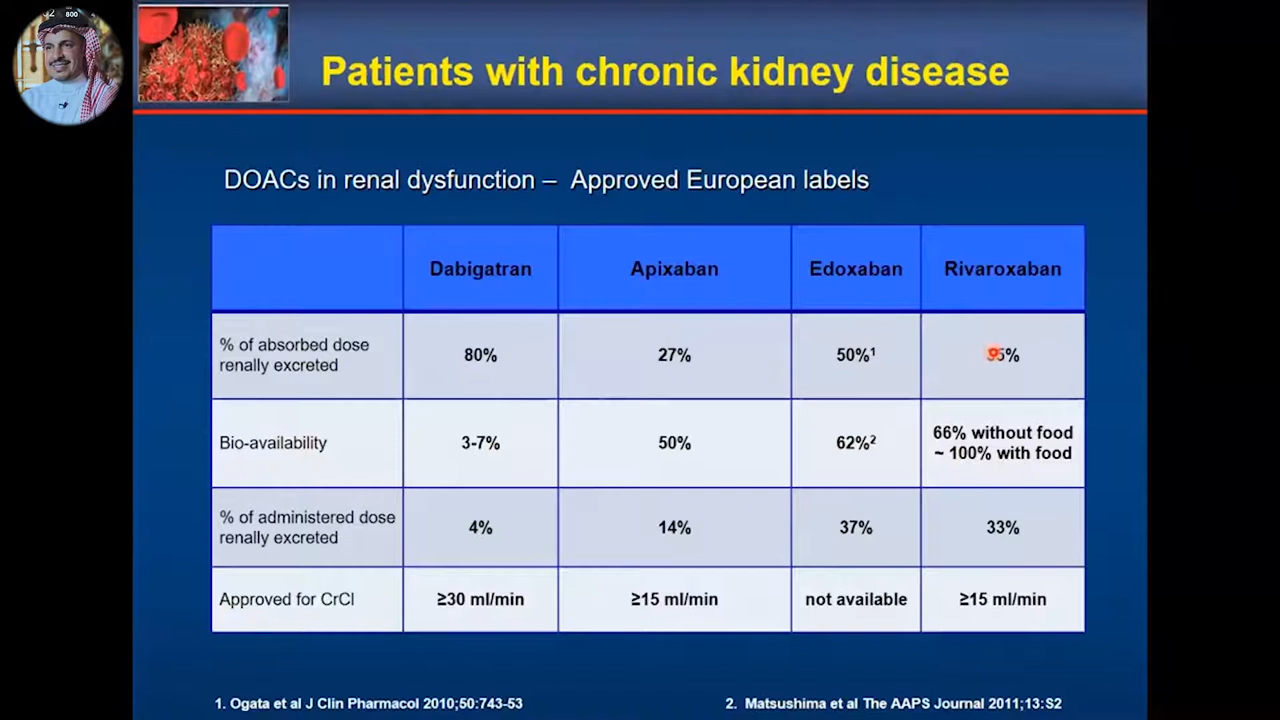 800
Patients with chronic kidney disease
DOACs in renal dysfunction – Approved European labels
Dabigatran
Apixaban
Edoxaban
Rivaroxaban
% of absorbed dose
renally excreted
80%
27%
50%¹
5%
Bio-availability
3-7%
50%
62%²
66% without food
~ 100% with food
% of administered dose
renally excreted
4%
14%
37%
33%
Approved for CrCl
≥30 ml/min
≥15 ml/min
not available
≥15 ml/min
1. Ogata et al J Clin Pharmacol 2010;50:743-53
2. Matsushima et al The AAPS Journal 2011;13:S2